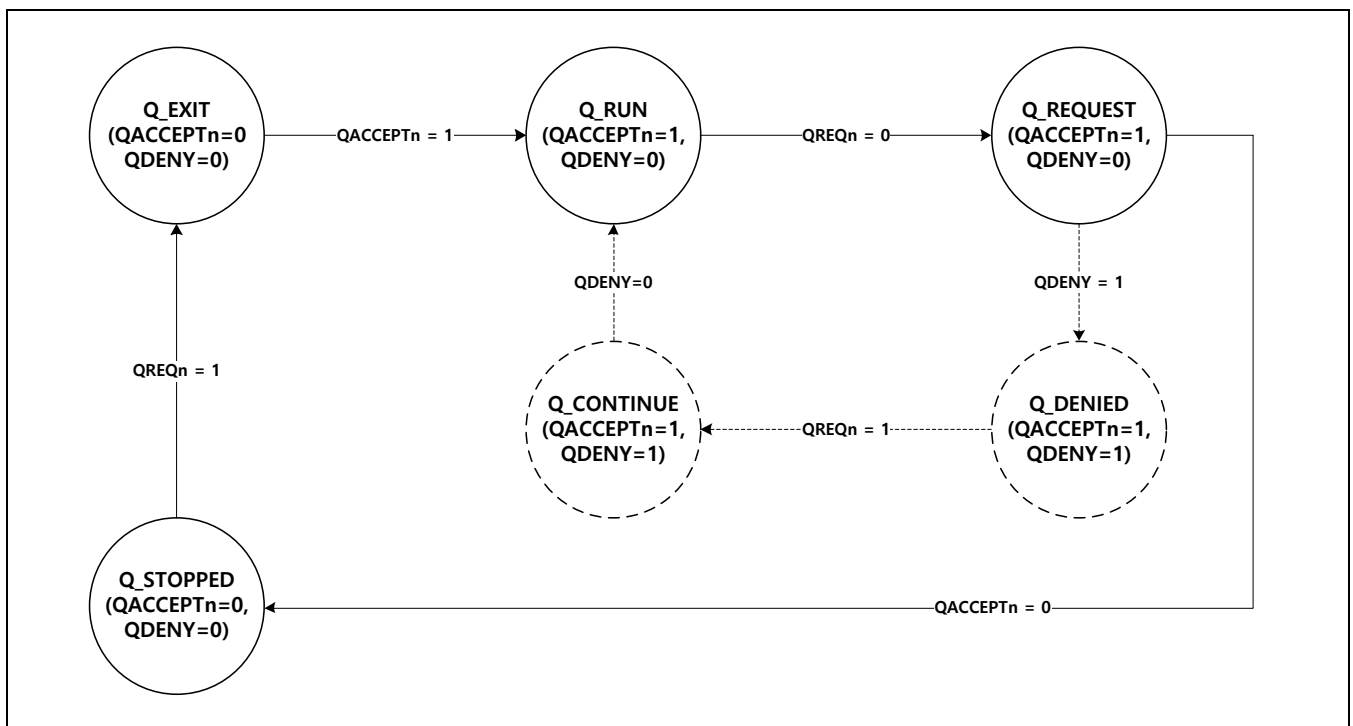 Q_EXIT
(QACCEPTn=0
QDENY=0)
QACCEPTn = 1
Q_RUN
(QACCEPTn=1,
QDENY=0)
QREQn = 0
Q_REQUEST
(QACCEPTn=1,
QDENY=0)
QDENY=0
QDENY = 1
QREQn = 1
Q_CONTINUE
(QACCEPTn=1,
QDENY=1)
QREQn = 1
Q_DENIED
(QACCEPTn=1,
QDENY=1)
Q_STOPPED
(QACCEPTn=0,
QDENY=0)
QACCEPTn = 0